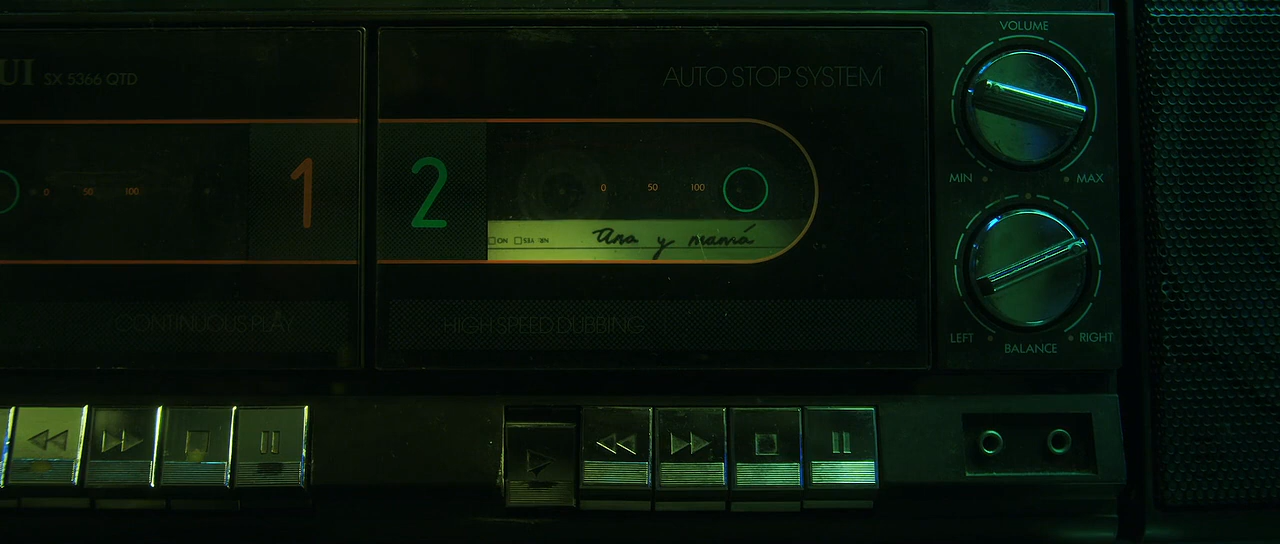 UI SX 5366 QTD
AUTO STOP SYSTEM
VOLUME
MIN MAX
0 50 100
1
2
0 50 100
ON
Ana y mamá
CONTINUOUS PLAY
HIGH SPEED DUBBING
LEFT RIGHT
BALANCE